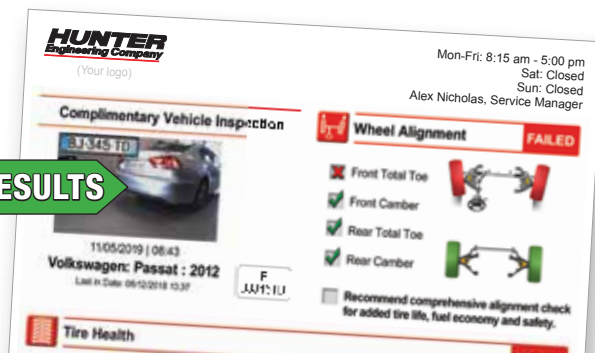 HUNTER
Engineering Company
(Your logo)
Mon-Fri: 8:15 am - 5:00 pm
Sat: Closed
Sun: Closed
Alex Nicholas, Service Manager
Complimentary Vehicle Inspection
BJ-345 TD
ESULTS
11/05/2019 | 08:43
Volkswagen: Passat : 2012
Last In Date: 06/12/2018 10:37
F
Wheel Alignment
FAILED
Front Total Toe
Front Camber
Rear Total Toe
Rear Camber
Recommend comprehensive alignment check
for added tire life, fuel economy and safety.
Tire Health